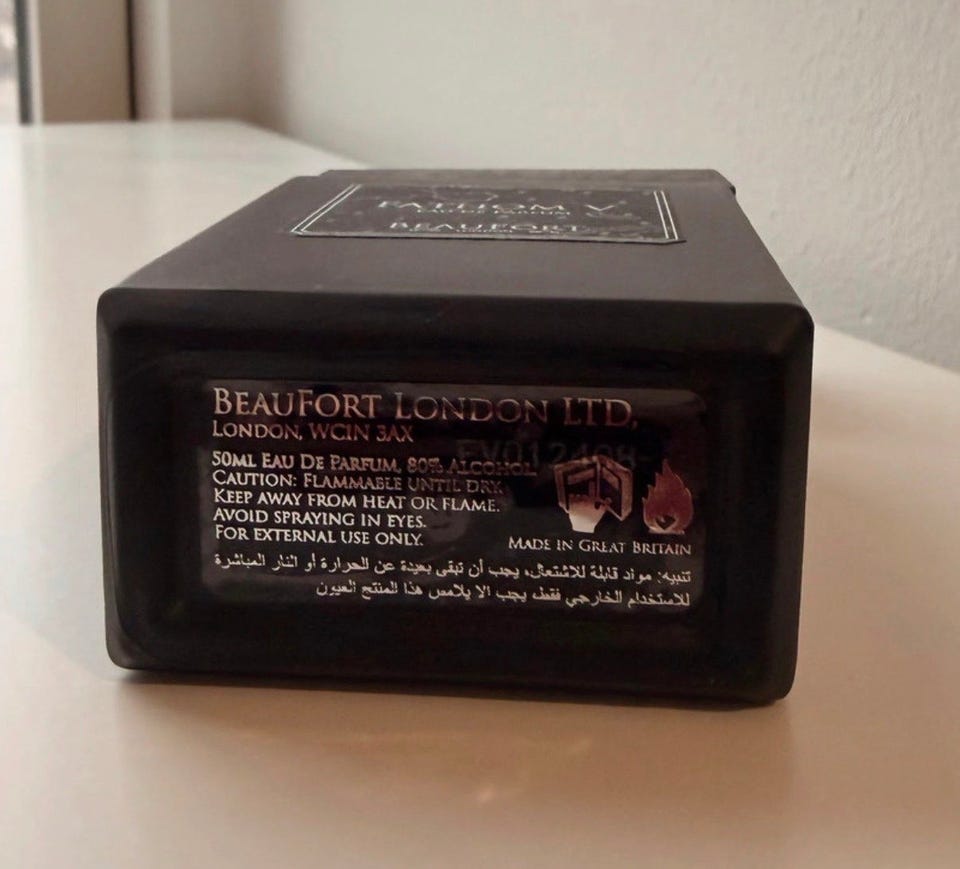 FATHOM V
EAU DE PARFUM
BEAUFORT
BEAUFORT LONDON LTD,
LONDON, WC1N 3AX
50ML EAU DE PARFUM, 80% ALCOHOL
CAUTION: FLAMMABLE UNTIL DRY.
KEEP AWAY FROM HEAT OR FLAME.
AVOID SPRAYING IN EYES.
FOR EXTERNAL USE ONLY.
MADE IN GREAT BRITAIN
تنبيه: مواد قابلة للاشتعال، يجب أن تبقى بعيدة عن الحرارة أو النار المباشرة
للاستخدام الخارجي فقط، يجب الا يلامس هذا المنتج العيون